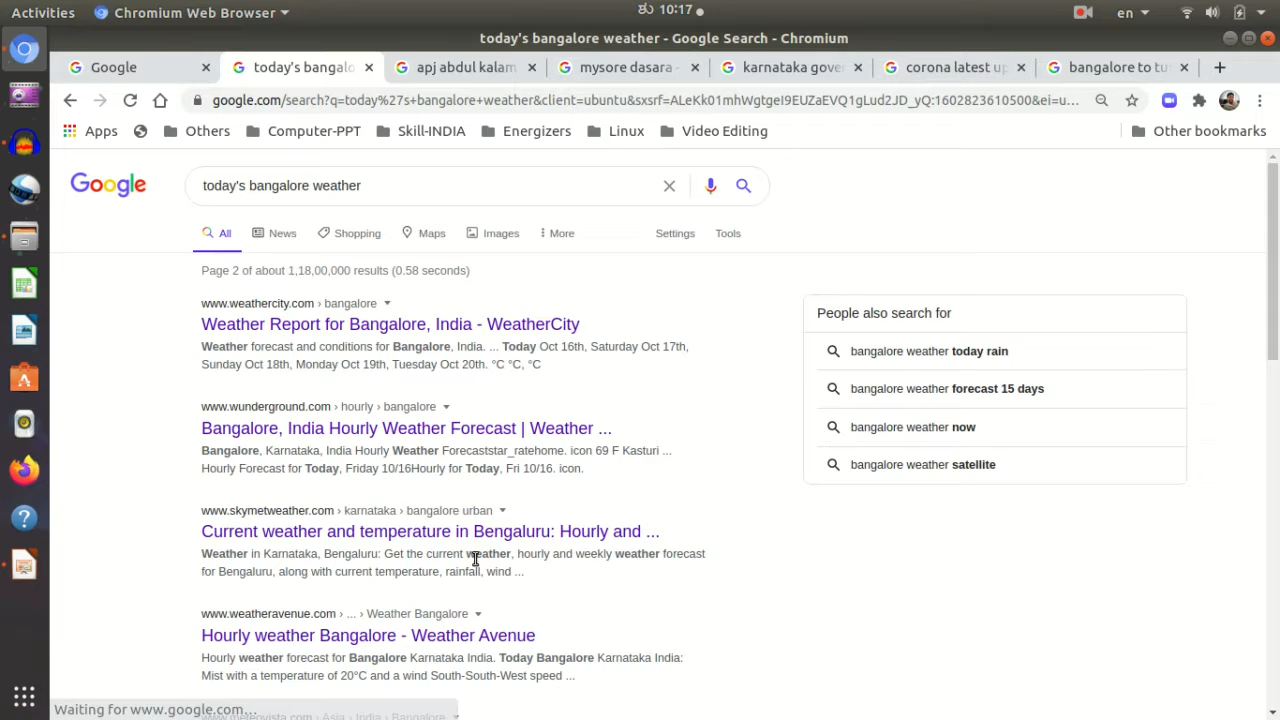 Activities
Chromium Web Browser
ಶು 10:17
en
today's bangalore weather - Google Search - Chromium
Google
today's bangalo
apj abdul kalam
mysore dasara -
karnataka gover
corona latest up
bangalore to tu
google.com/search?q=today%27s+bangalore+weather&client=ubuntu&sxsrf=ALeKk01mhWgtgeI9EUZaEVQ1gLud2JD_yQ:1602823610500&ei=u...
Apps
Others
Computer-PPT
Skill-INDIA
Energizers
Linux
Video Editing
Other bookmarks
Google
today's bangalore weather
All
News
Shopping
Maps
Images
More
Settings
Tools
Page 2 of about 1,18,00,000 results (0.58 seconds)
www.weathercity.com › bangalore
Weather Report for Bangalore, India - WeatherCity
Weather forecast and conditions for Bangalore, India. ... Today Oct 16th, Saturday Oct 17th,
Sunday Oct 18th, Monday Oct 19th, Tuesday Oct 20th. °C °C, °C
www.wunderground.com › hourly › bangalore
Bangalore, India Hourly Weather Forecast | Weather ...
Bangalore, Karnataka, India Hourly Weather Forecaststar_ratehome. icon 69 F Kasturi ...
Hourly Forecast for Today, Friday 10/16Hourly for Today, Fri 10/16. icon.
www.skymetweather.com › karnataka › bangalore urban
Current weather and temperature in Bengaluru: Hourly and ...
Weather in Karnataka, Bengaluru: Get the current weather, hourly and weekly weather forecast
for Bengaluru, along with current temperature, rainfall, wind ...
www.weatheravenue.com › ... › Weather Bangalore
Hourly weather Bangalore - Weather Avenue
Hourly weather forecast for Bangalore Karnataka India. Today Bangalore Karnataka India:
Mist with a temperature of 20°C and a wind South-South-West speed ...
www.meteovista.com › Asia › India › Bangalore
People also search for
bangalore weather today rain
bangalore weather forecast 15 days
bangalore weather now
bangalore weather satellite
Waiting for www.google.com...